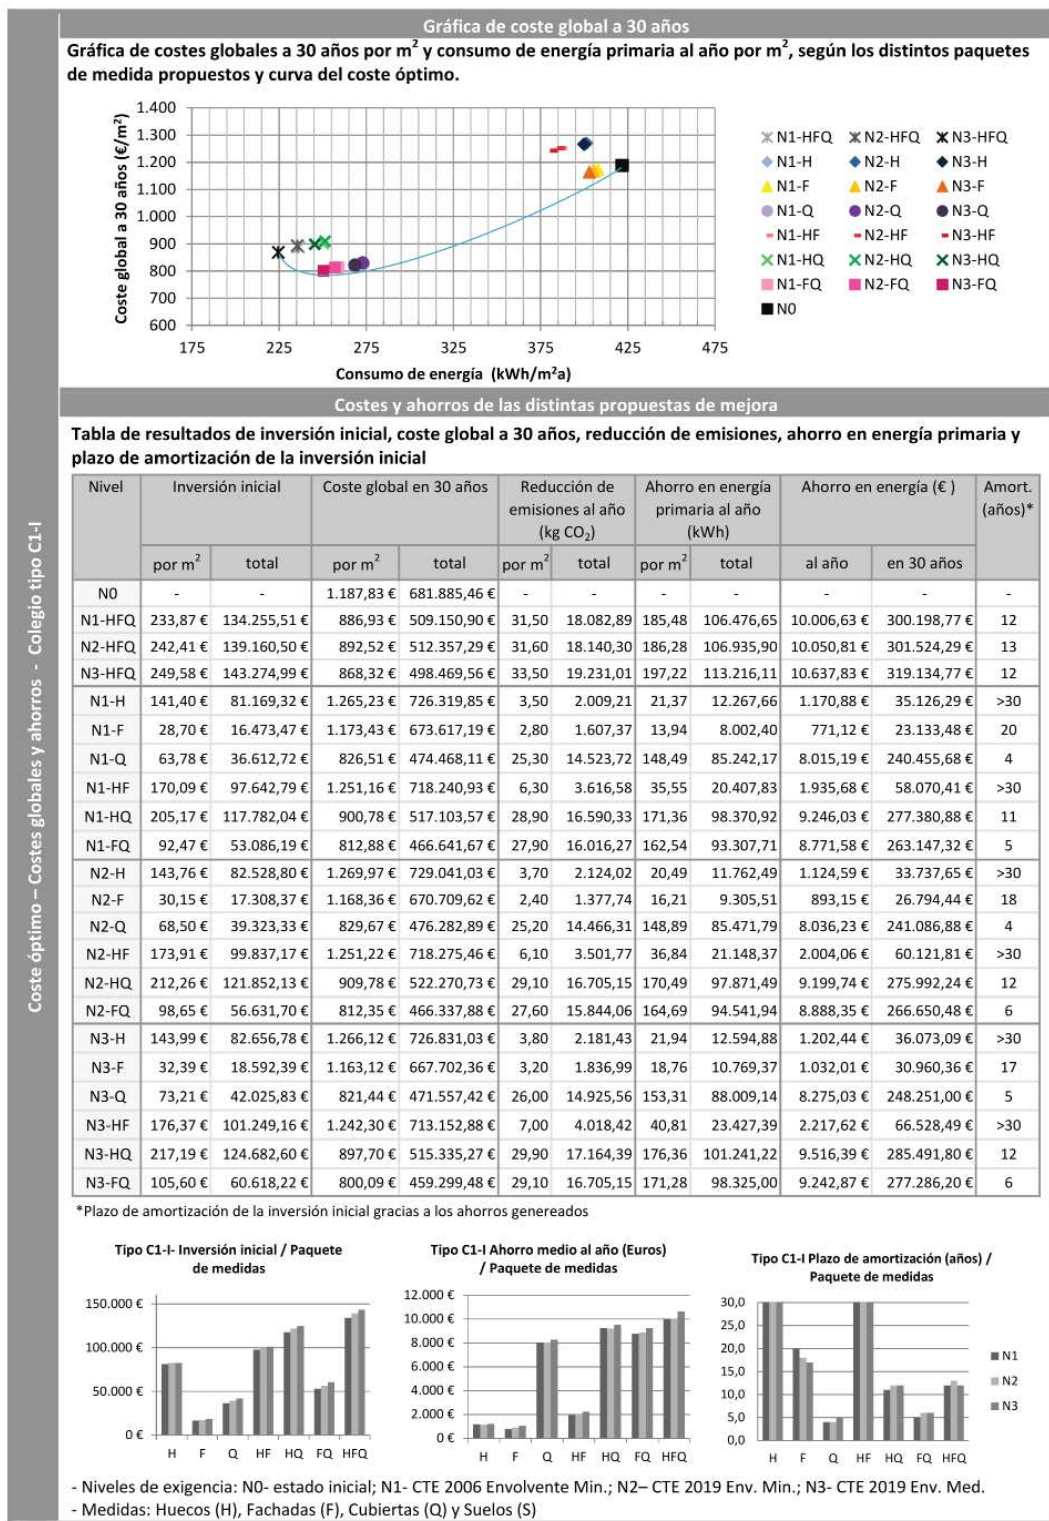 Coste óptimo – Costes globales y ahorros - Colegio tipo C1-I
Gráfica de coste global a 30 años
Gráfica de costes globales a 30 años por m² y consumo de energía primaria al año por m², según los distintos paquetes
de medida propuestos y curva del coste óptimo.
Coste global a 30 años (€/m²)
1.400
1.300
1.200
1.100
1.000
900
800
700
600
175 225 275 325 375 425 475
Consumo de energía (kWh/m²a)
N1-HFQ N2-HFQ N3-HFQ
N1-H N2-H N3-H
N1-F N2-F N3-F
N1-Q N2-Q N3-Q
N1-HF N2-HF N3-HF
N1-HQ N2-HQ N3-HQ
N1-FQ N2-FQ N3-FQ
N0
Costes y ahorros de las distintas propuestas de mejora
Tabla de resultados de inversión inicial, coste global a 30 años, reducción de emisiones, ahorro en energía primaria y
plazo de amortización de la inversión inicial
Nivel Inversión inicial Coste global en 30 años Reducción de Ahorro en energía Ahorro en energía (€ ) Amort.
emisiones al año primaria al año (años)*
(kg CO₂) (kWh)
por m² total por m² total por m² total por m² total al año en 30 años
N0 - - 1.187,83 € 681.885,46 € - - - - - - -
N1-HFQ 233,87 € 134.255,51 € 886,93 € 509.150,90 € 31,50 18.082,89 185,48 106.476,65 10.006,63 € 300.198,77 € 12
N2-HFQ 242,41 € 139.160,50 € 892,52 € 512.357,29 € 31,60 18.140,30 186,28 106.935,90 10.050,81 € 301.524,29 € 13
N3-HFQ 249,58 € 143.274,99 € 868,32 € 498.469,56 € 33,50 19.231,01 197,22 113.216,11 10.637,83 € 319.134,77 € 12
N1-H 141,40 € 81.169,32 € 1.265,23 € 726.319,85 € 3,50 2.009,21 21,37 12.267,66 1.170,88 € 35.126,29 € >30
N1-F 28,70 € 16.473,47 € 1.173,43 € 673.617,19 € 2,80 1.607,37 13,94 8.002,40 771,12 € 23.133,48 € 20
N1-Q 63,78 € 36.612,72 € 826,51 € 474.468,11 € 25,30 14.523,72 148,49 85.242,17 8.015,19 € 240.455,68 € 4
N1-HF 170,09 € 97.642,79 € 1.251,16 € 718.240,93 € 6,30 3.616,58 35,55 20.407,83 1.935,68 € 58.070,41 € >30
N1-HQ 205,17 € 117.782,04 € 900,78 € 517.103,57 € 28,90 16.590,33 171,36 98.370,92 9.246,03 € 277.380,88 € 11
N1-FQ 92,47 € 53.086,19 € 812,88 € 466.641,67 € 27,90 16.016,27 162,54 93.307,71 8.771,58 € 263.147,32 € 5
N2-H 143,76 € 82.528,80 € 1.269,97 € 729.041,03 € 3,70 2.124,02 20,49 11.762,49 1.124,59 € 33.737,65 € >30
N2-F 30,15 € 17.308,37 € 1.168,36 € 670.709,62 € 2,40 1.377,74 16,21 9.305,51 893,15 € 26.794,44 € 18
N2-Q 68,50 € 39.323,33 € 829,67 € 476.282,89 € 25,20 14.466,31 148,89 85.471,79 8.036,23 € 241.086,88 € 4
N2-HF 173,91 € 99.837,17 € 1.251,22 € 718.275,46 € 6,10 3.501,77 36,84 21.148,37 2.004,06 € 60.121,81 € >30
N2-HQ 212,26 € 121.852,13 € 909,78 € 522.270,73 € 29,10 16.705,15 170,49 97.871,49 9.199,74 € 275.992,24 € 12
N2-FQ 98,65 € 56.631,70 € 812,35 € 466.337,88 € 27,60 15.844,06 164,69 94.541,94 8.888,35 € 266.650,48 € 6
N3-H 143,99 € 82.656,78 € 1.266,12 € 726.831,03 € 3,80 2.181,43 21,94 12.594,88 1.202,44 € 36.073,09 € >30
N3-F 32,39 € 18.592,39 € 1.163,12 € 667.702,36 € 3,20 1.836,99 18,76 10.769,37 1.032,01 € 30.960,36 € 17
N3-Q 73,21 € 42.025,83 € 821,44 € 471.557,42 € 26,00 14.925,56 153,31 88.009,14 8.275,03 € 248.251,00 € 5
N3-HF 176,37 € 101.249,16 € 1.242,30 € 713.152,88 € 7,00 4.018,42 40,81 23.427,39 2.217,62 € 66.528,49 € >30
N3-HQ 217,19 € 124.682,60 € 897,70 € 515.335,27 € 29,90 17.164,39 176,36 101.241,22 9.516,39 € 285.491,80 € 12
N3-FQ 105,60 € 60.618,22 € 800,09 € 459.299,48 € 29,10 16.705,15 171,28 98.325,00 9.242,87 € 277.286,20 € 6
*Plazo de amortización de la inversión inicial gracias a los ahorros genereados
Tipo C1-I- Inversión inicial / Paquete
de medidas
150.000 €
100.000 €
50.000 €
0 €
H F Q HF HQ FQ HFQ
Tipo C1-I Ahorro medio al año (Euros)
/ Paquete de medidas
12.000 €
10.000 €
8.000 €
6.000 €
4.000 €
2.000 €
0 €
H F Q HF HQ FQ HFQ
Tipo C1-I Plazo de amortización (años) /
Paquete de medidas
30,0
25,0
20,0
15,0
10,0
5,0
0,0
H F Q HF HQ FQ HFQ
N1
N2
N3
- Niveles de exigencia: N0- estado inicial; N1- CTE 2006 Envolvente Min.; N2– CTE 2019 Env. Min.; N3- CTE 2019 Env. Med.
- Medidas: Huecos (H), Fachadas (F), Cubiertas (Q) y Suelos (S)